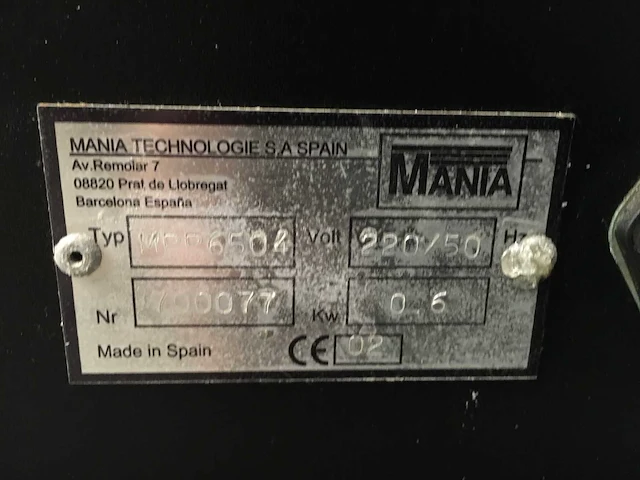 MANIA TECHNOLOGIE S.A SPAIN
MANIA
Av.Remolar 7
08820 Prat de Llobregat
Barcelona España
Typ Volt 220/50 Hz
Nr 700077 Kw 0.6
Made in Spain CE 02